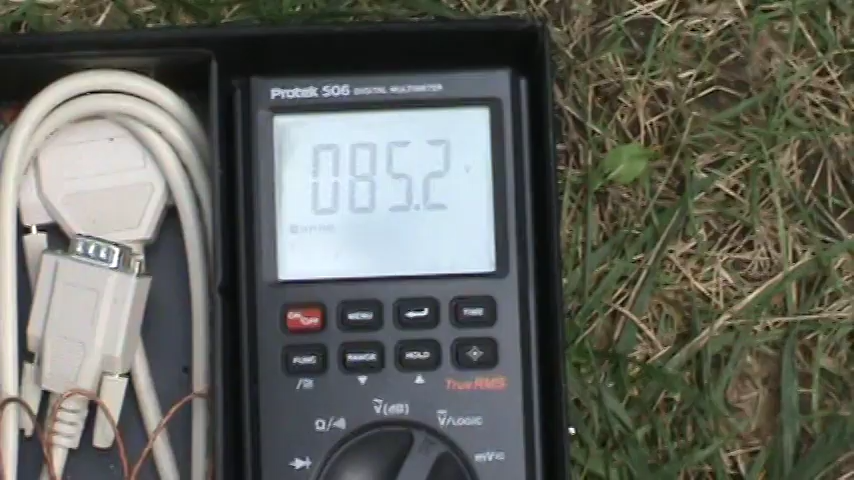 Protek 506 DIGITAL MULTIMETER
085.2 V
ON/OFF MENU TIME
FUNC RANGE HOLD
True RMS
V(dB)
Ω V/LOGIC
mV